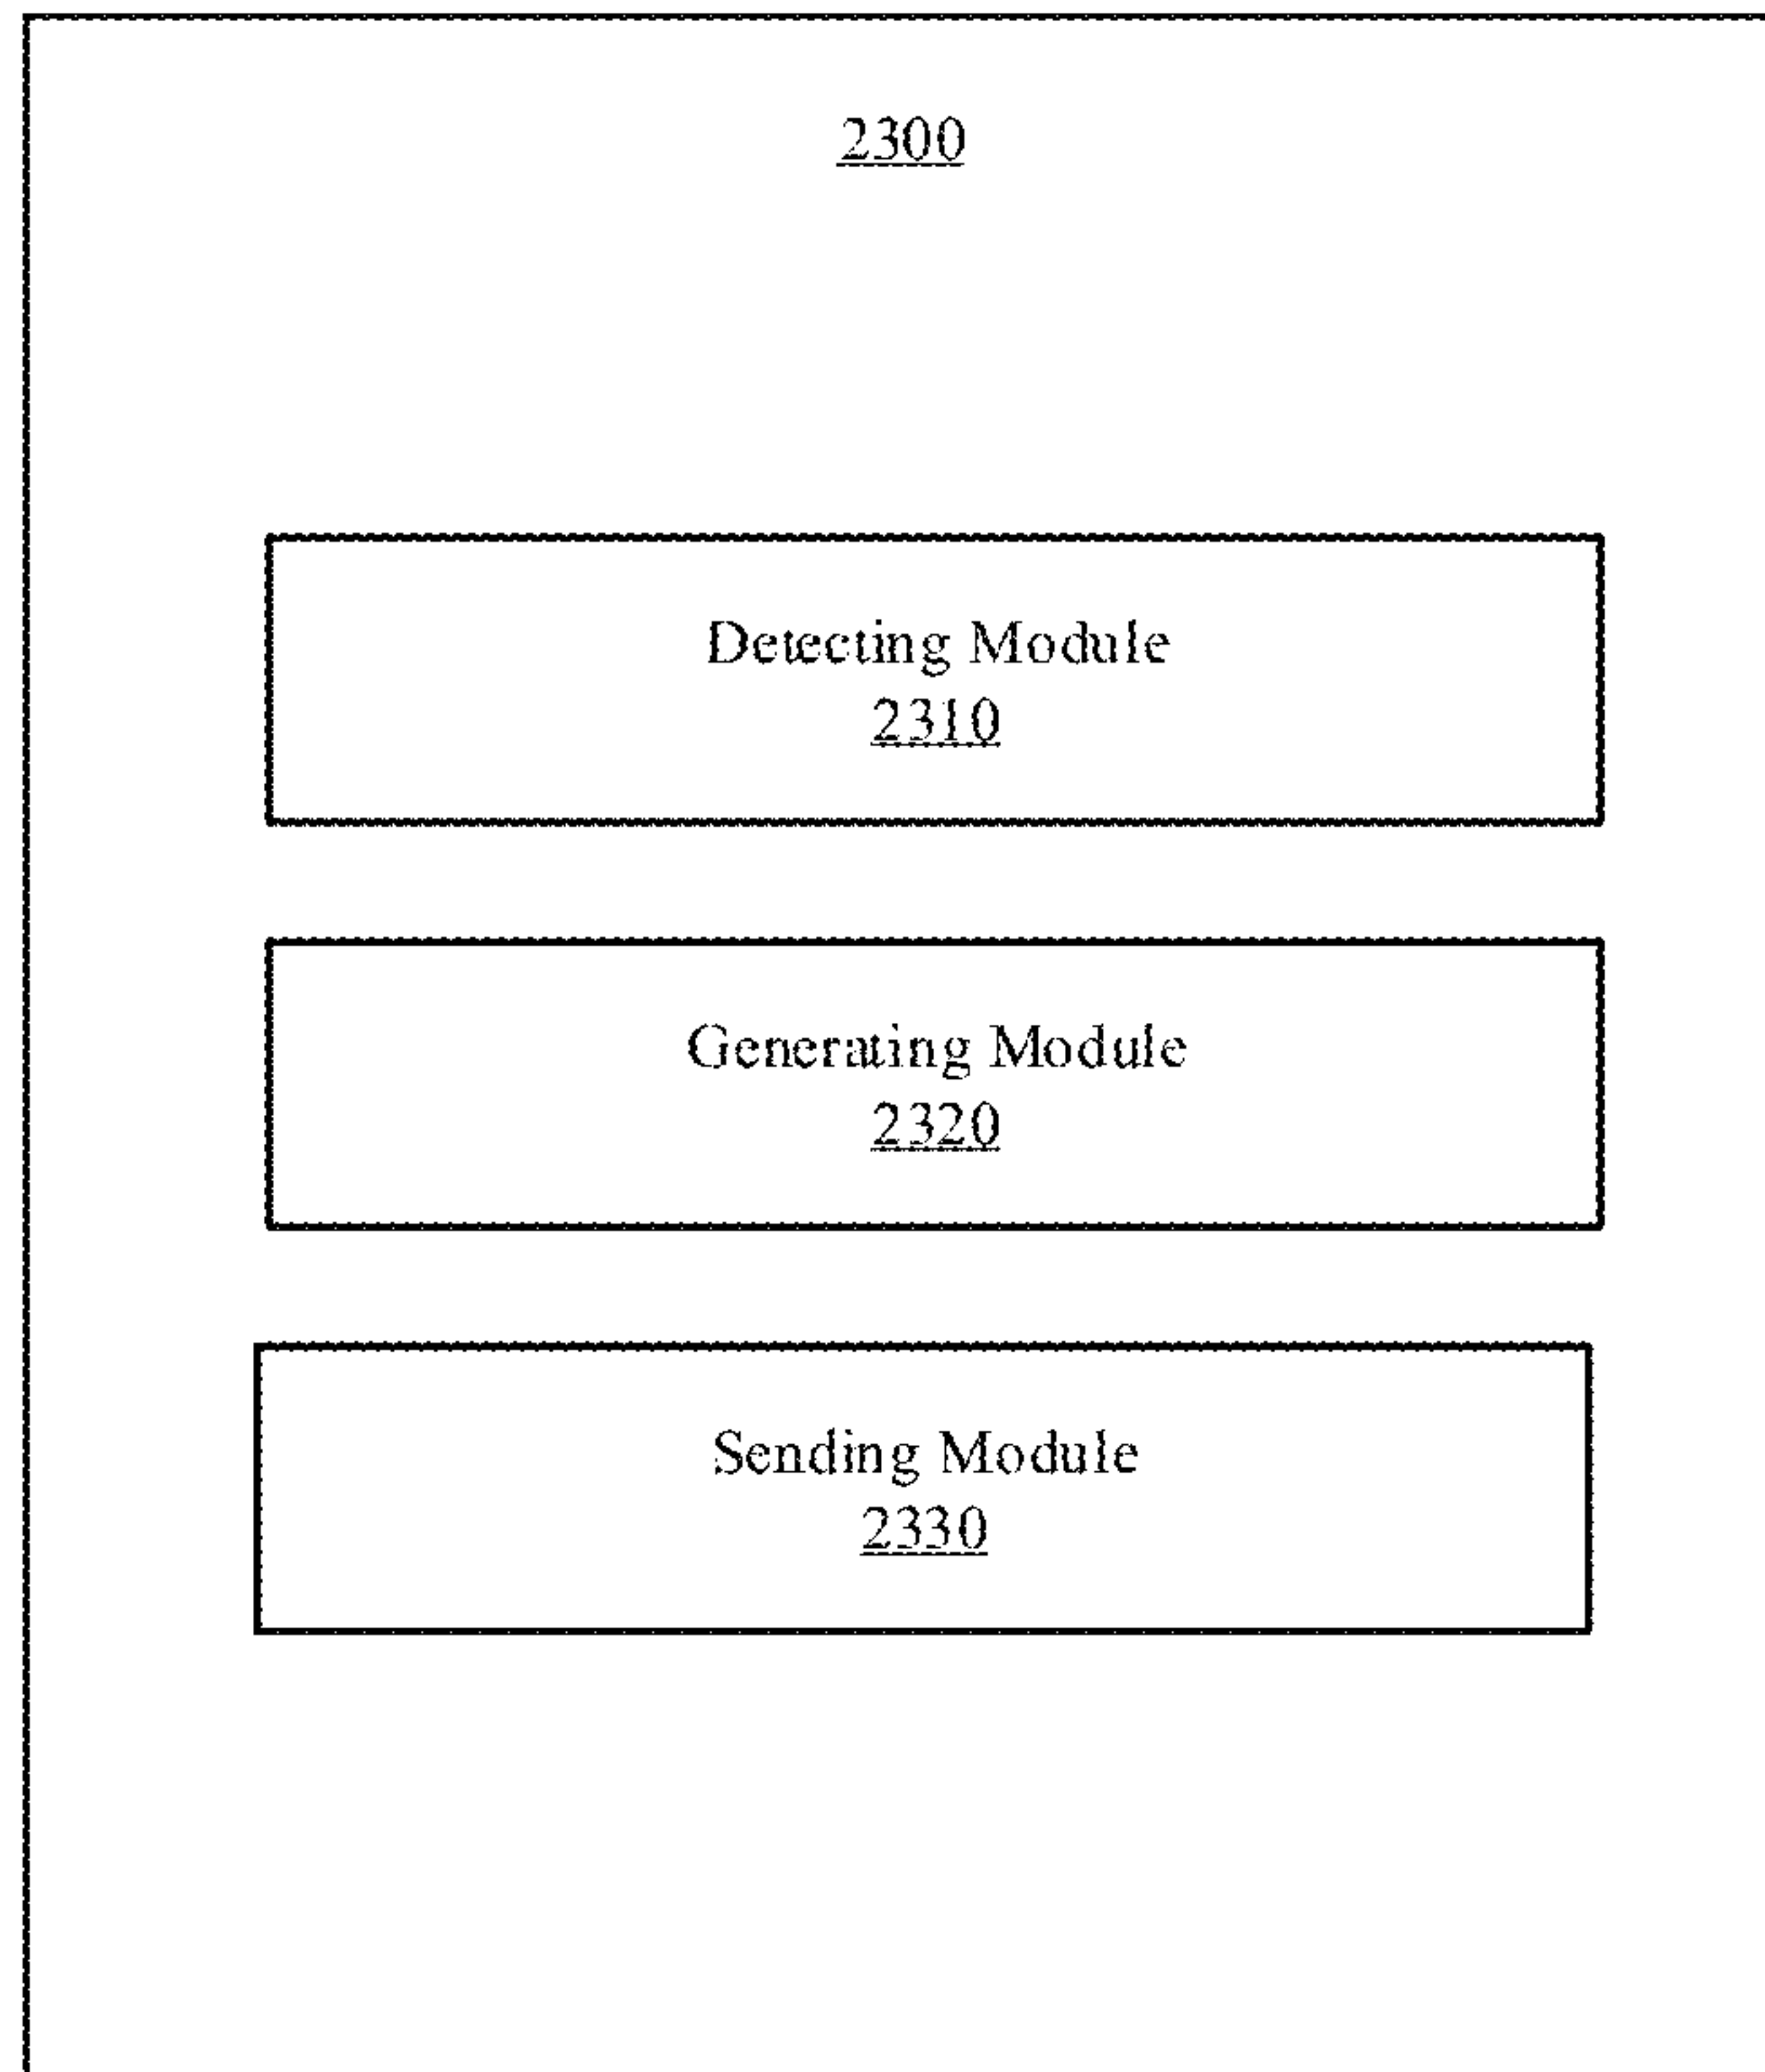 2300
Detecting Module
2310
Generating Module
2320
Sending Module
2330